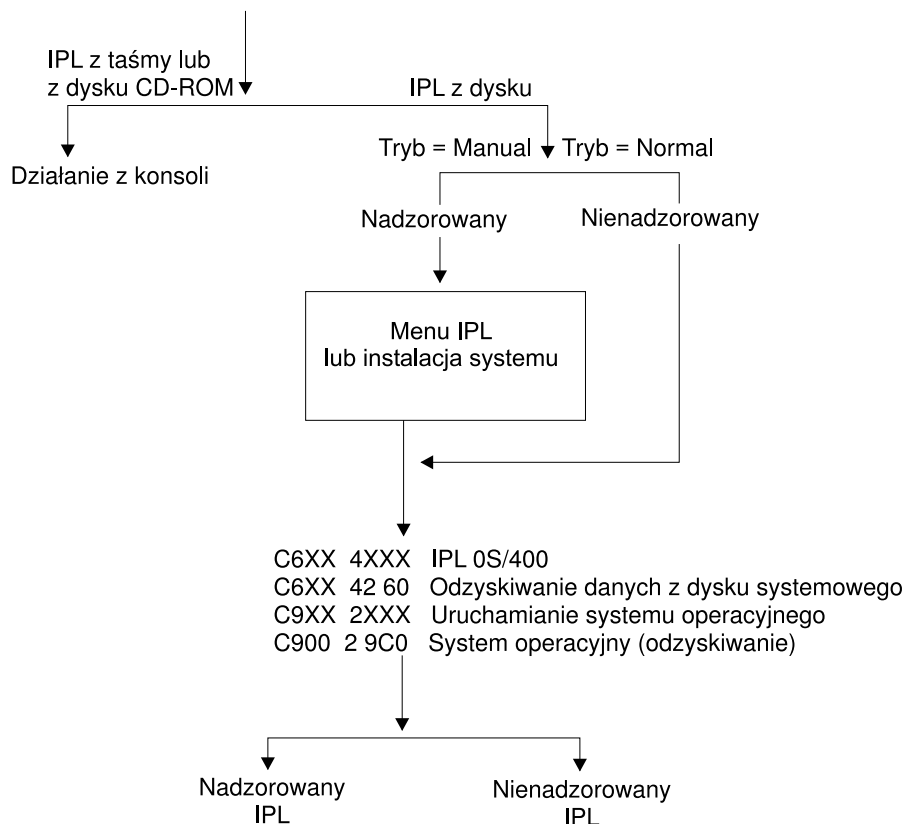 IPL z taśmy lub
z dysku CD-ROM
IPL z dysku
Działanie z konsoli
Tryb = Manual
Tryb = Normal
Nadzorowany
Nienadzorowany
Menu IPL
lub instalacja systemu
C6XX 4XXX IPL 0S/400
C6XX 42 60 Odzyskiwanie danych z dysku systemowego
C9XX 2XXX Uruchamianie systemu operacyjnego
C900 2 9C0 System operacyjny (odzyskiwanie)
Nadzorowany
IPL
Nienadzorowany
IPL